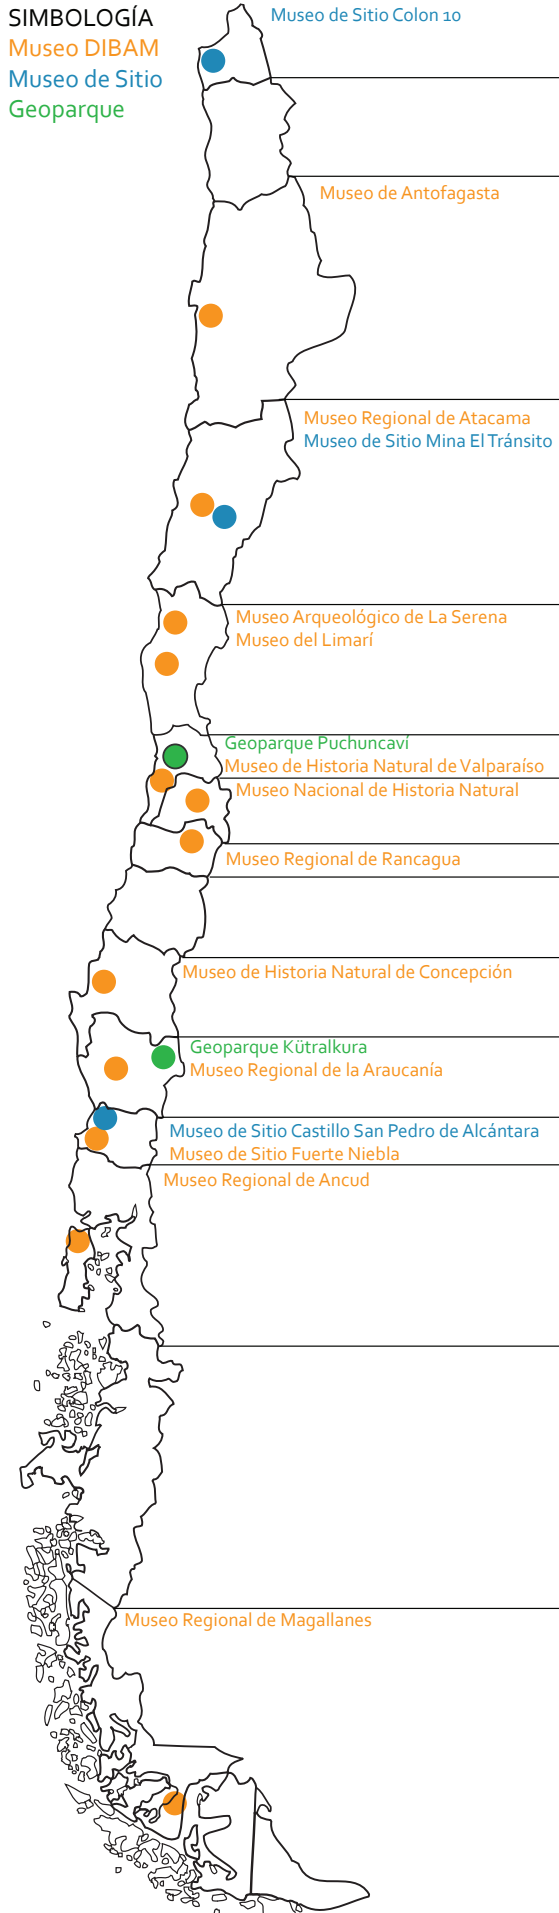 SIMBOLOGÍA
Museo DIBAM
Museo de Sitio
Geoparque
Museo de Sitio Colon 10
Museo de Antofagasta
Museo Regional de Atacama
Museo de Sitio Mina El Tránsito
Museo Arqueológico de La Serena
Museo del Limarí
Geoparque Puchuncaví
Museo de Historia Natural de Valparaíso
Museo Nacional de Historia Natural
Museo Regional de Rancagua
Museo de Historia Natural de Concepción
Geoparque Kütralkura
Museo Regional de la Araucanía
Museo de Sitio Castillo San Pedro de Alcántara
Museo de Sitio Fuerte Niebla
Museo Regional de Ancud
Museo Regional de Magallanes